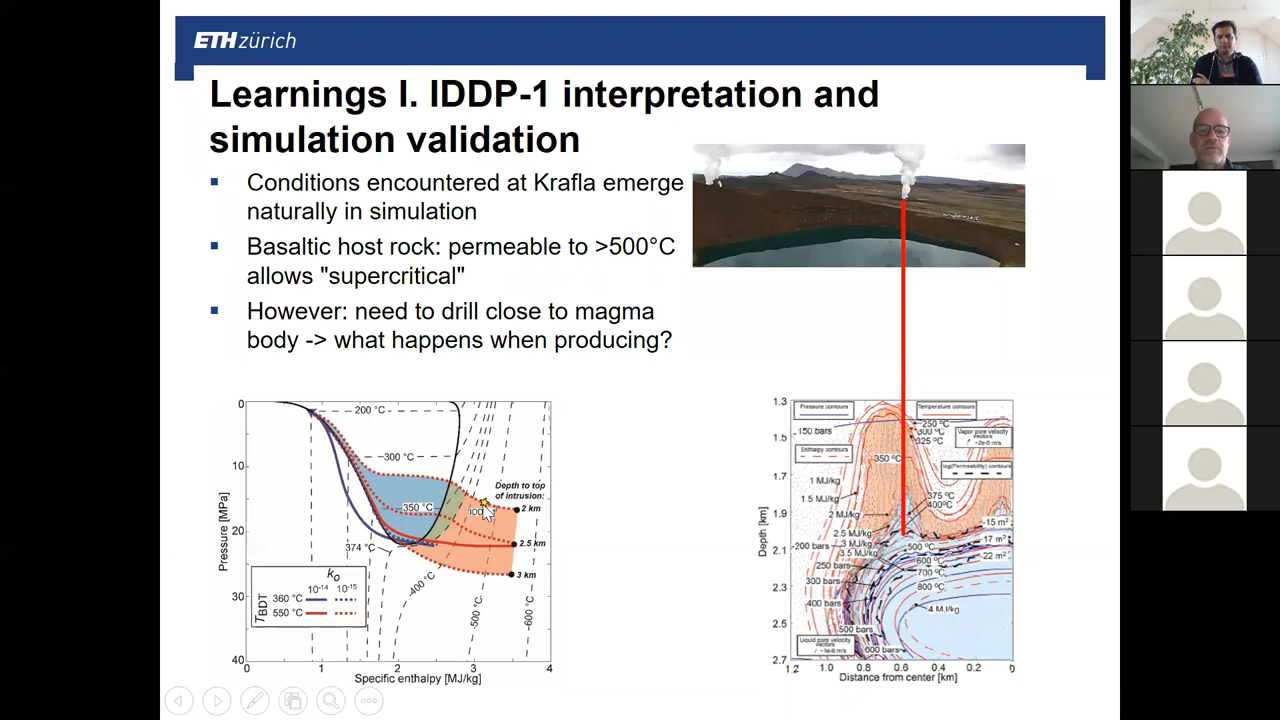 ETH zürich
Learnings I. IDDP-1 interpretation and
simulation validation
Conditions encountered at Krafla emerge
naturally in simulation
Basaltic host rock: permeable to >500°C
allows "supercritical"
However: need to drill close to magma
body -> what happens when producing?
0
10
20
30
40
Pressure [MPa]
200 °C
300 °C
350 °C
374 °C
400 °C
500 °C
600 °C
Depth to top
of intrusion:
2 km
2.5 km
3 km
IDD
k₀
10⁻¹⁴ 10⁻¹⁵
360 °C
550 °C
T_BDT
0 1 2 3 4
Specific enthalpy [MJ/kg]
1.3
1.5
1.7
1.9
2.1
2.3
2.5
2.7
Depth [km]
Pressure contours
Temperature contours
150 bars
250 °C
300 °C
325 °C
Vapor pore velocity
vectors
Enthalpy contours
350 °C
log(Permeability) contours
1 MJ/kg
1.5 MJ/kg
375 °C
400°C
2 MJ/kg
-15 m²
2.5 MJ/kg
3 MJ/kg
-17 m²
200 bars
3.5 MJ/kg
500 °C
-22 m²
250 bars
600 °C
700 °C
300 bars
800 °C
400 bars
4 MJ/kg
500 bars
Liquid pore velocity
vectors
600 bars
1.2 1.0 0.8 0.6 0.4 0.2 0
Distance from center [km]